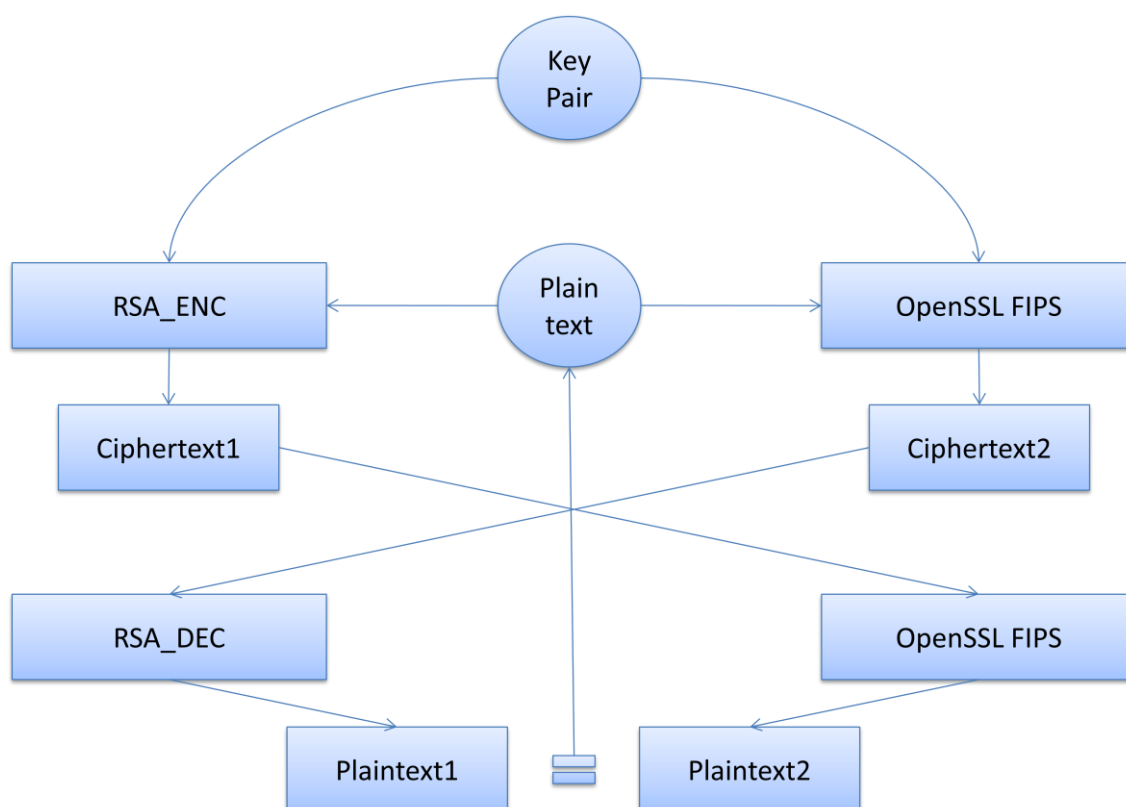 Key
Pair
RSA_ENC
Plain
text
OpenSSL FIPS
Ciphertext1
Ciphertext2
RSA_DEC
OpenSSL FIPS
Plaintext1
Plaintext2